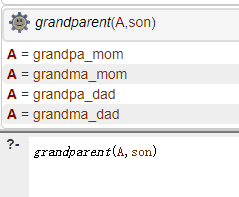 grandparent(A,son)
A = grandpa_mom
A = grandma_mom
A = grandpa_dad
A = grandma_dad
?- grandparent(A,son)